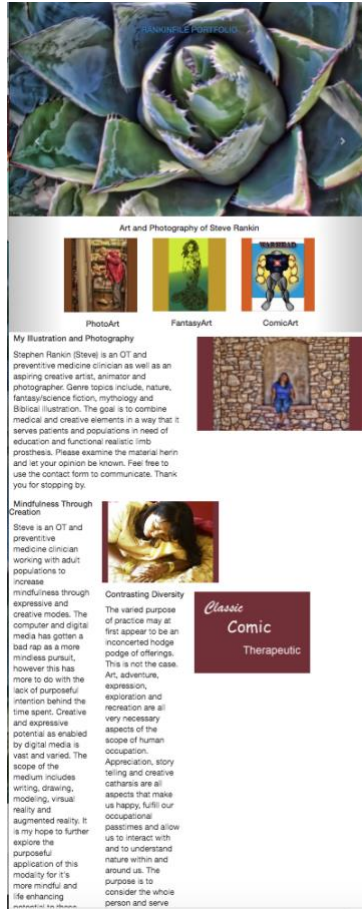 RANKINFILE PORTFOLIO
Art and Photography of Steve Rankin
WARHEAD
PhotoArt
FantasyArt
ComicArt
My Illustration and Photography
Stephen Rankin (Steve) is an OT and
preventitive medicine clinician as well as an
aspiring creative artist, animator and
photographer. Genre topics include, nature,
fantasy/science fiction, mythology and
Biblical illustration. The goal is to combine
medical and creative elements in a way that it
serves patients and populations in need of
education and functional realistic limb
prosthesis. Please examine the material herin
and let your opinion be known. Feel free to
use the contact form to communicate. Thank
you for stopping by.
Mindfulness Through
Creation
Steve is an OT and
preventitive
medicine clinician
working with adult
populations to
increase
mindfulness through
expressive and
creative modes. The
computer and digital
media has gotten a
bad rap as a more
mindless pursuit,
however this has
more to do with the
lack of purposeful
intention behind the
time spent. Creative
and expressive
potential as enabled
by digital media is
vast and varied. The
scope of the
medium includes
writing, drawing,
modeling, virsual
reality and
augmented reality. It
is my hope to further
explore the
purposeful
application of this
modality for it's
more mindful and
life enhancing
potential to those
Contrasting Diversity
The varied purpose
of practice may at
first appear to be an
inconcerted hodge
podge of offerings.
This is not the case.
Art, adventure,
expression,
exploration and
recreation are all
very necessary
aspects of the
scope of human
occupation.
Appreciation, story
telling and creative
catharsis are all
aspects that make
us happy, fulfill our
occupational
passtimes and allow
us to interact with
and to understand
nature within and
around us. The
purpose is to
consider the whole
person and serve
Classic
Comic
Therapeutic